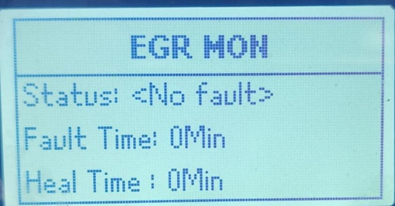 EGR MON
Status: <No fault>
Fault Time: 0Min
Heal Time : 0Min